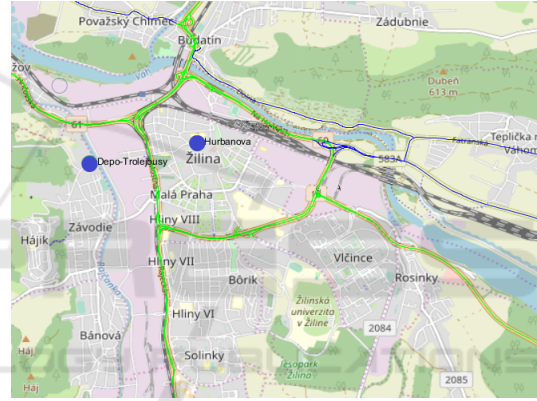 Považský Chlmec
Zádubnie
Budatín
Dubeň
613 m
Váh
Teplička n
Váhom
Fatranská
583A
60
61
Hurbanova
Depo-Trolejbusy
Žilina
Malá Praha
Hliny VIII
Závodie
Hájik
Rajčanka
Hliny VII
Vlčince
Rosinky
Bôrik
Hliny VI
Žilinská
univerzita
v Žiline
2084
Bánová
Solinky
Lesopark
Žilina
2085
Háj
Háj